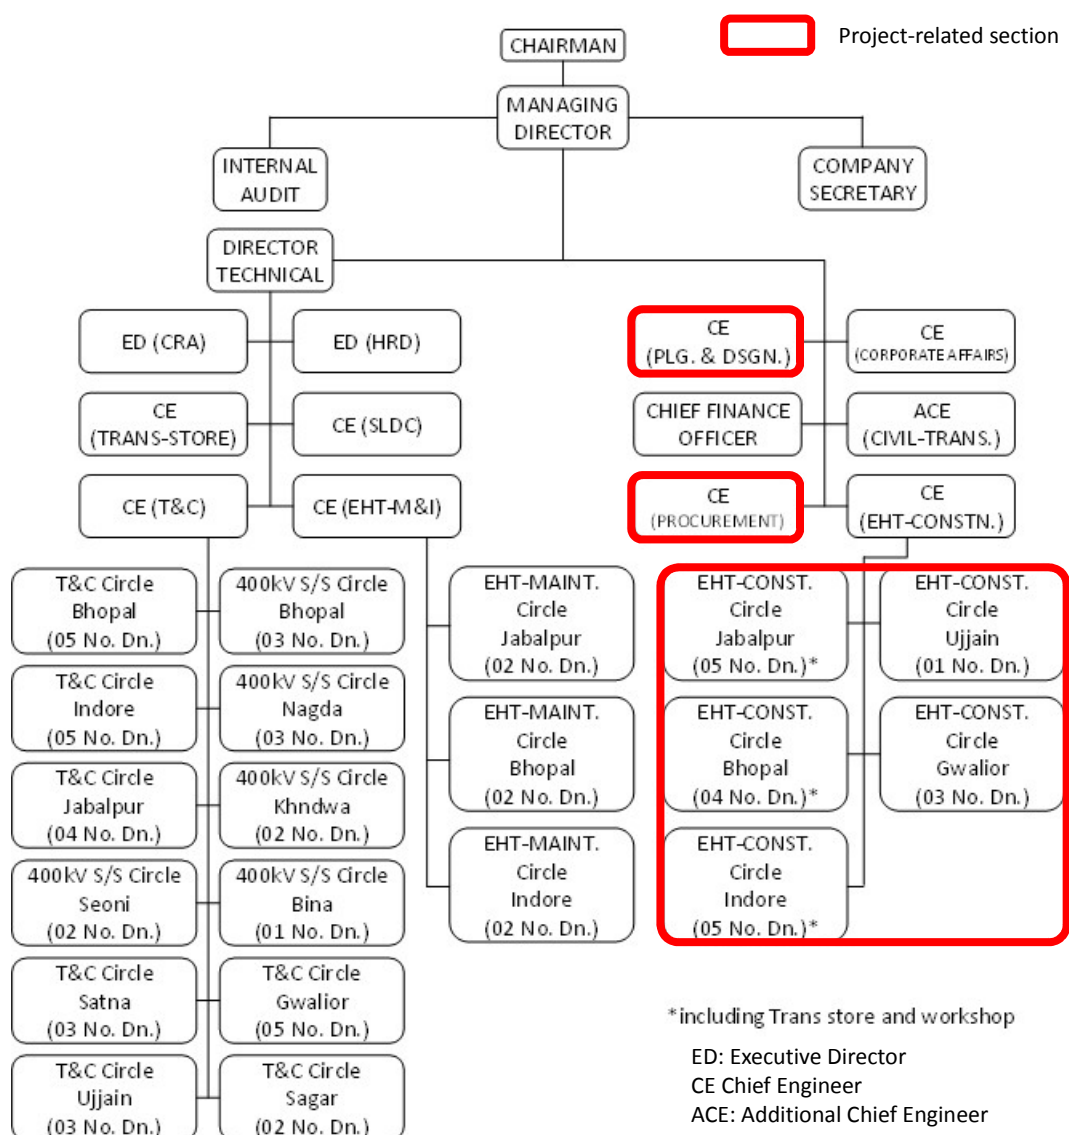 CHAIRMAN
Project-related section
MANAGING
DIRECTOR
INTERNAL
AUDIT
COMPANY
SECRETARY
DIRECTOR
TECHNICAL
ED (CRA)
ED (HRD)
CE
(PLG. & DSGN.)
CE
(CORPORATE AFFAIRS)
CE
(TRANS-STORE)
CE (SLDC)
CHIEF FINANCE
OFFICER
ACE
(CIVIL-TRANS.)
CE (T&C)
CE (EHT-M&I)
CE
(PROCUREMENT)
CE
(EHT-CONSTN.)
T&C Circle
Bhopal
(05 No. Dn.)
400kV S/S Circle
Bhopal
(03 No. Dn.)
T&C Circle
Indore
(05 No. Dn.)
400kV S/S Circle
Nagda
(03 No. Dn.)
T&C Circle
Jabalpur
(04 No. Dn.)
400kV S/S Circle
Khndwa
(02 No. Dn.)
400kV S/S Circle
Seoni
(02 No. Dn.)
400kV S/S Circle
Bina
(01 No. Dn.)
T&C Circle
Satna
(03 No. Dn.)
T&C Circle
Gwalior
(05 No. Dn.)
T&C Circle
Ujjain
(03 No. Dn.)
T&C Circle
Sagar
(02 No. Dn.)
EHT-MAINT.
Circle
Jabalpur
(02 No. Dn.)
EHT-MAINT.
Circle
Bhopal
(02 No. Dn.)
EHT-MAINT.
Circle
Indore
(02 No. Dn.)
EHT-CONST.
Circle
Jabalpur
(05 No. Dn.)*
EHT-CONST.
Circle
Ujjain
(01 No. Dn.)
EHT-CONST.
Circle
Bhopal
(04 No. Dn.)*
EHT-CONST.
Circle
Gwalior
(03 No. Dn.)
EHT-CONST.
Circle
Indore
(05 No. Dn.)*
*including Trans store and workshop
ED: Executive Director
CE Chief Engineer
ACE: Additional Chief Engineer